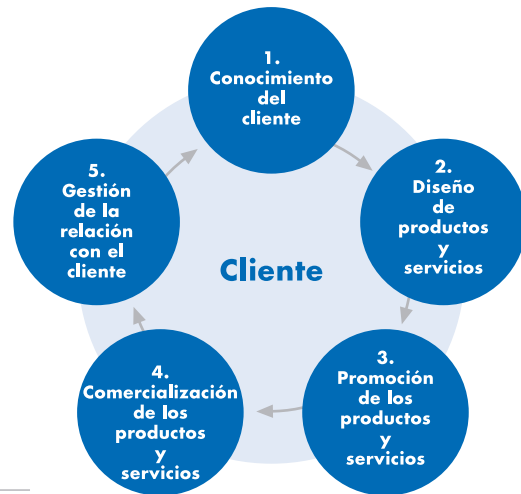 1.
Conocimiento
del
cliente
2.
Diseño
de
productos
y
servicios
3.
Promoción
de los
productos
y
servicios
4.
Comercialización
de los
productos
y
servicios
5.
Gestión
de la
relación
con el
cliente
Cliente